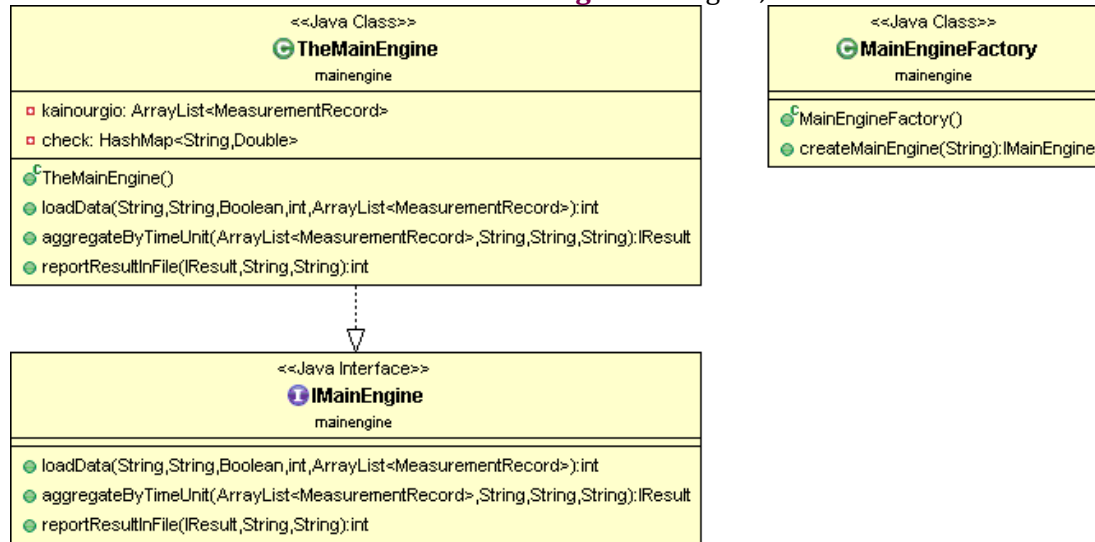 <<Java Class>>
TheMainEngine
mainengine
kainourgio: ArrayList<MeasurementRecord>
check: HashMap<String,Double>
TheMainEngine()
loadData(String,String,Boolean,int,ArrayList<MeasurementRecord>):int
aggregateByTimeUnit(ArrayList<MeasurementRecord>,String,String,String):IResult
reportResultInFile(IResult,String,String):int
<<Java Class>>
MainEngineFactory
mainengine
MainEngineFactory()
createMainEngine(String):IMainEngine
<<Java Interface>>
IMainEngine
mainengine
loadData(String,String,Boolean,int,ArrayList<MeasurementRecord>):int
aggregateByTimeUnit(ArrayList<MeasurementRecord>,String,String,String):IResult
reportResultInFile(IResult,String,String):int